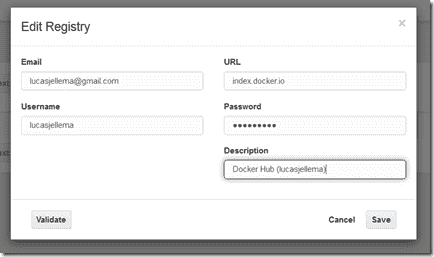 Edit Registry ×
Email
lucasjellema@gmail.com
URL
index.docker.io
Username
lucasjellema
Password
●●●●●●●●●
Description
Docker Hub (lucasjellema)
Validate
Cancel
Save